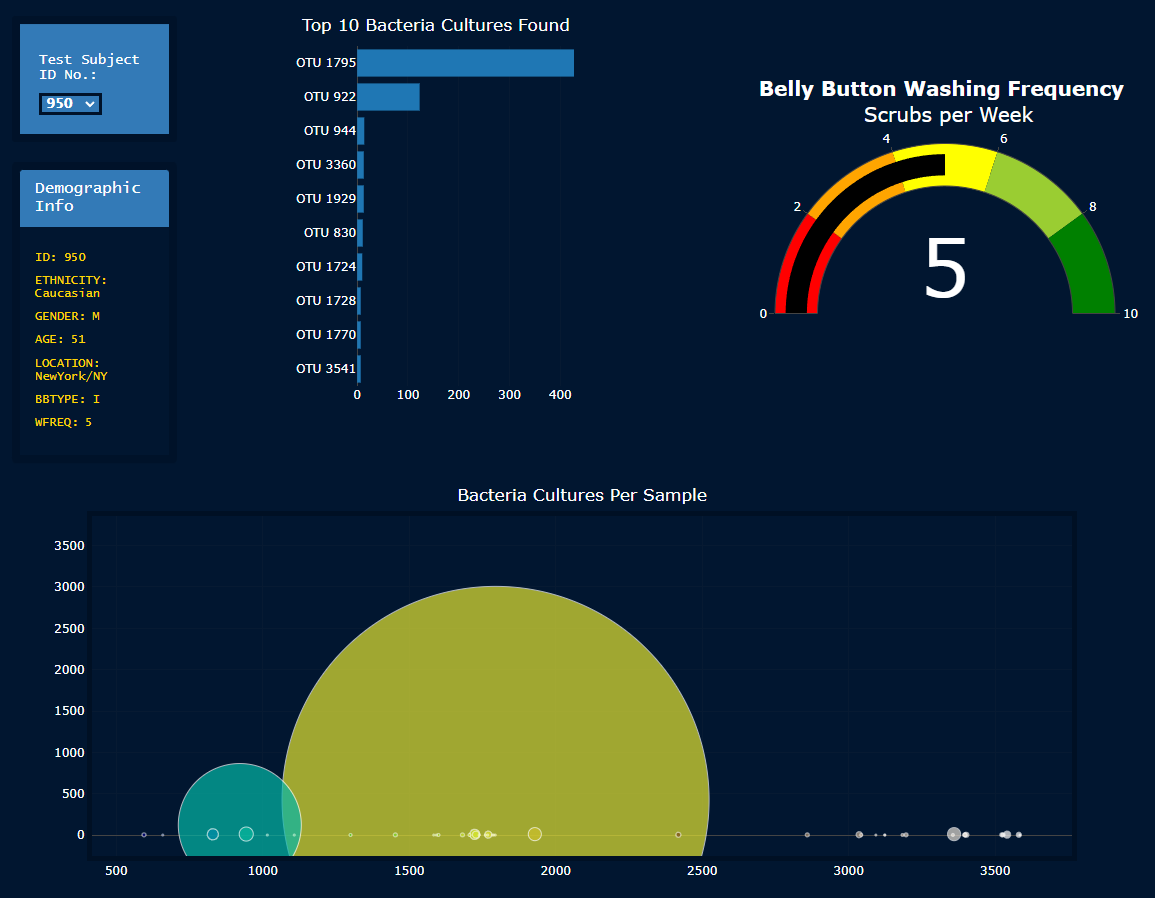 Test Subject
ID No.:
950
Demographic
Info
ID: 950
ETHNICITY:
Caucasian
GENDER: M
AGE: 51
LOCATION:
NewYork/NY
BBTYPE: I
WFREQ: 5
Top 10 Bacteria Cultures Found
OTU 1795
OTU 922
OTU 944
OTU 3360
OTU 1929
OTU 830
OTU 1724
OTU 1728
OTU 1770
OTU 3541
0 100 200 300 400
Belly Button Washing Frequency
Scrubs per Week
0
2
4
6
8
10
5
Bacteria Cultures Per Sample
3500
3000
2500
2000
1500
1000
500
0
500 1000 1500 2000 2500 3000 3500